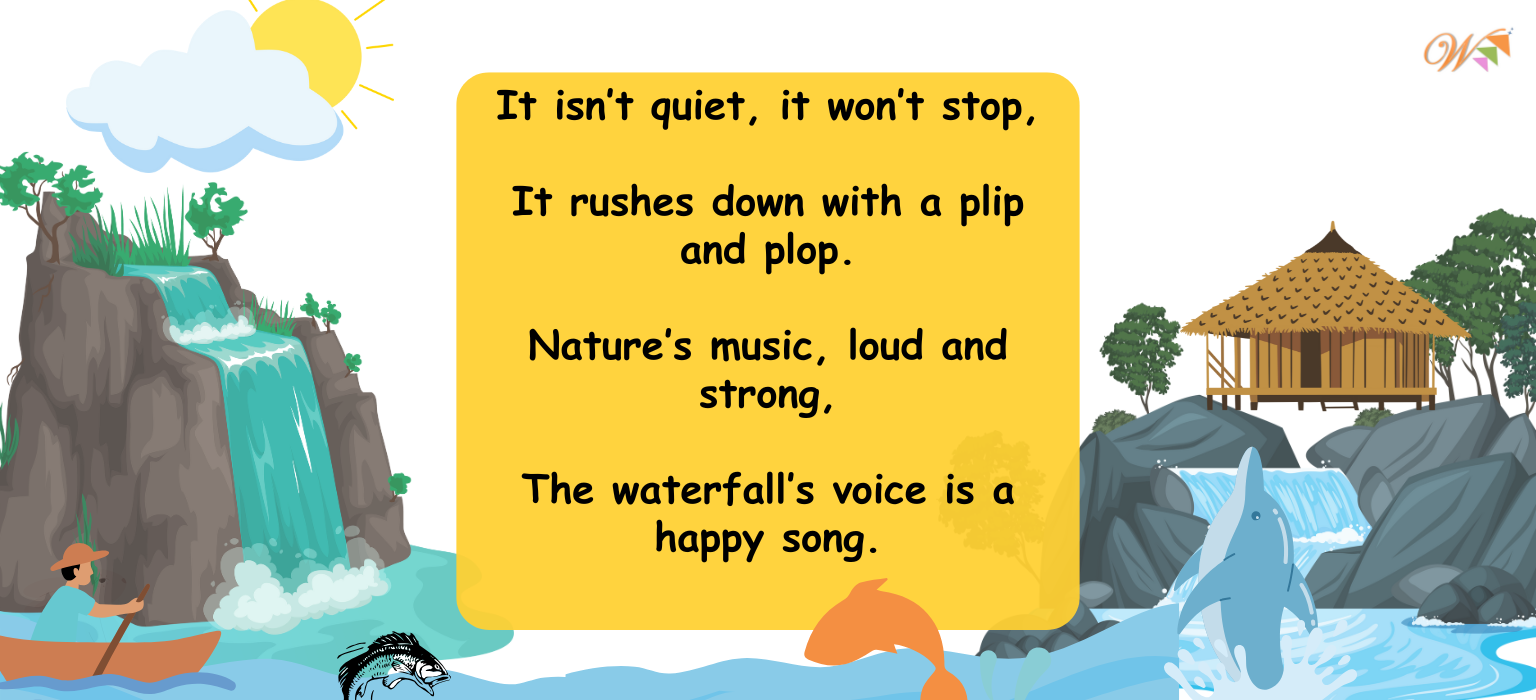 It isn't quiet, it won't stop,
It rushes down with a plip
and plop.
Nature's music, loud and
strong,
The waterfall's voice is a
happy song.
W